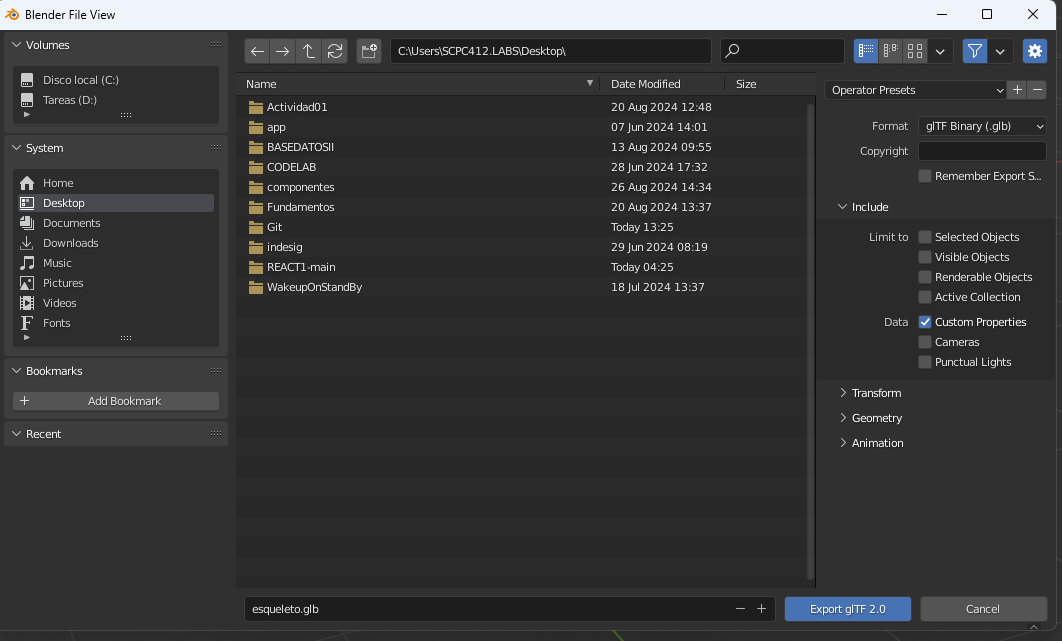 Blender File View
Volumes
Disco local (C:)
Tareas (D:)
System
Home
Desktop
Documents
Downloads
Music
Pictures
Videos
Fonts
Bookmarks
Add Bookmark
Recent
C:\Users\SCPC412.LABS\Desktop\
Name Date Modified Size
Actividad01 20 Aug 2024 12:48
app 07 Jun 2024 14:01
BASEDATOSII 13 Aug 2024 09:55
CODELAB 28 Jun 2024 17:32
componentes 26 Aug 2024 14:34
Fundamentos 20 Aug 2024 13:37
Git Today 13:25
indesig 29 Jun 2024 08:19
REACT1-main Today 04:25
WakeupOnStandBy 18 Jul 2024 13:37
Operator Presets
Format glTF Binary (.glb)
Copyright
Remember Export S...
Include
Limit to Selected Objects
Visible Objects
Renderable Objects
Active Collection
Data Custom Properties
Cameras
Punctual Lights
Transform
Geometry
Animation
esqueleto.glb
Export glTF 2.0
Cancel